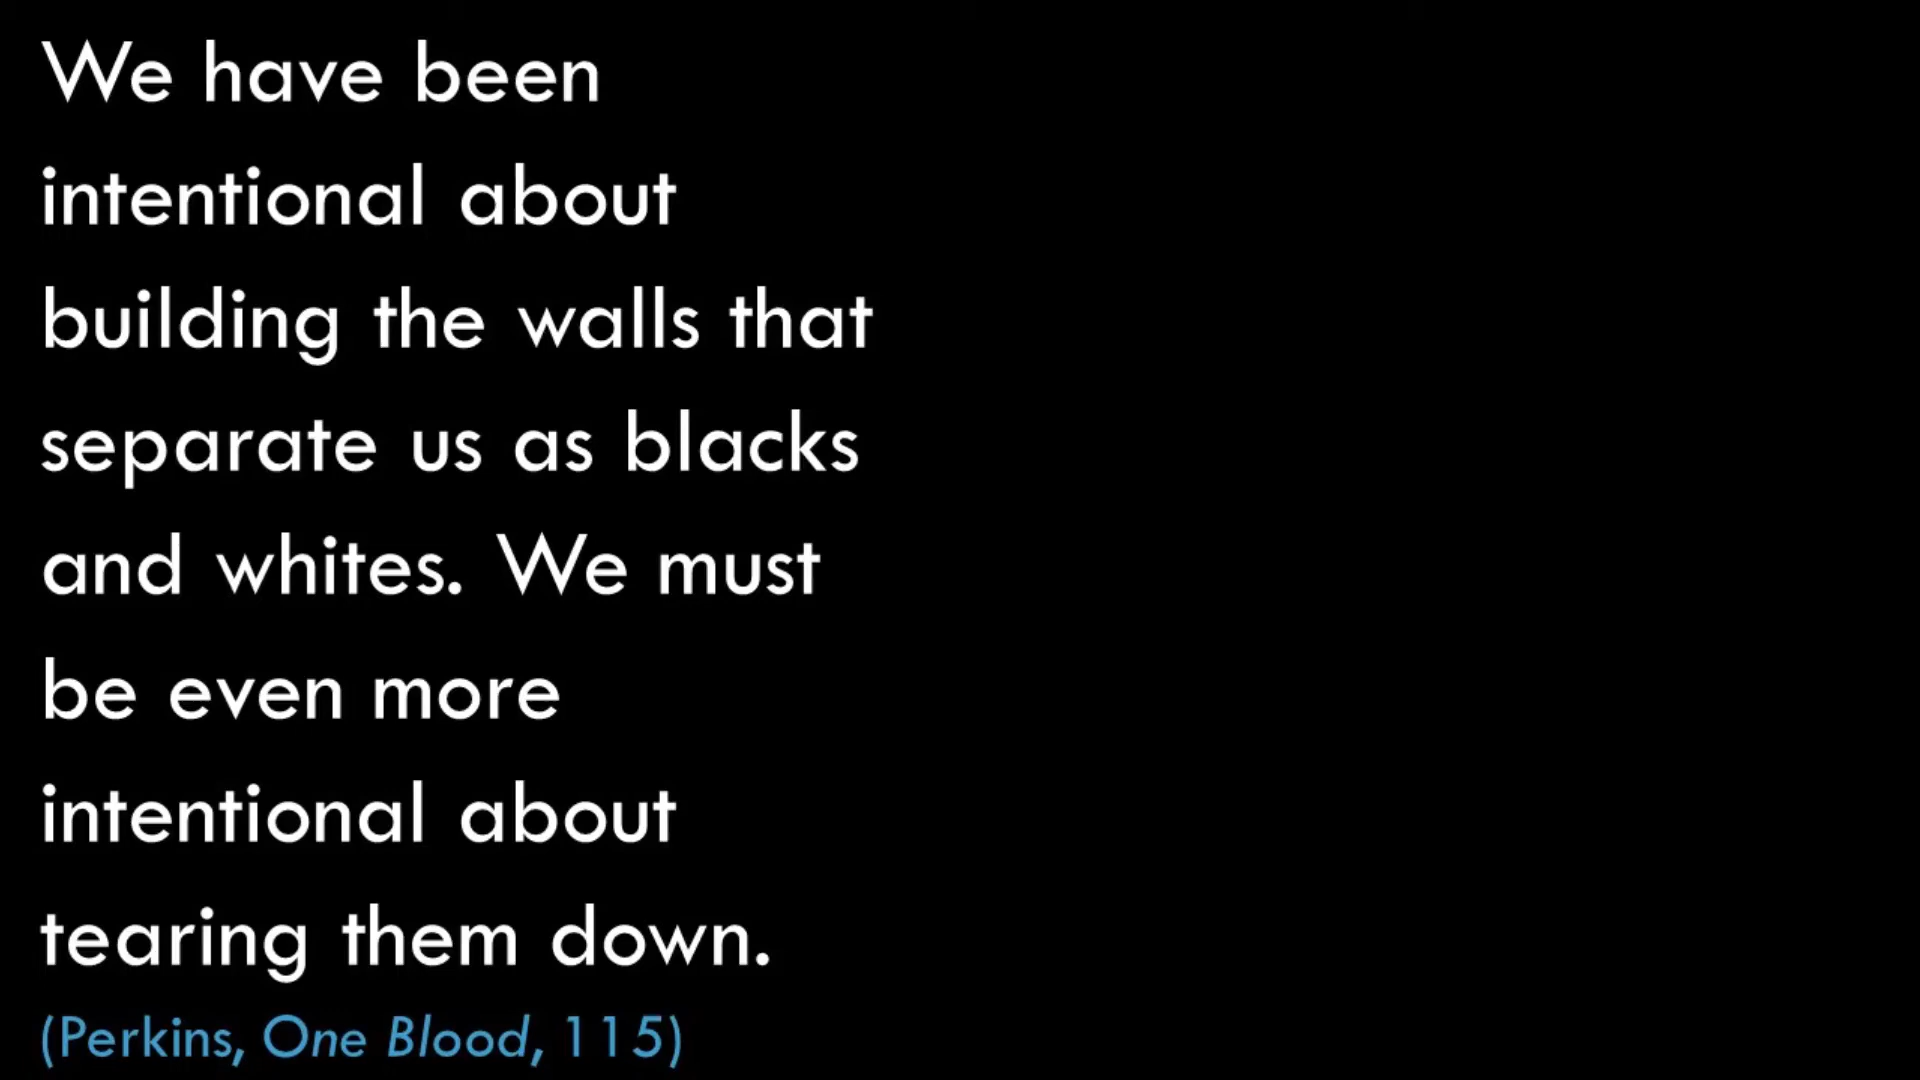 We have been
intentional about
building the walls that
separate us as blacks
and whites. We must
be even more
intentional about
tearing them down.
(Perkins, One Blood, 115)